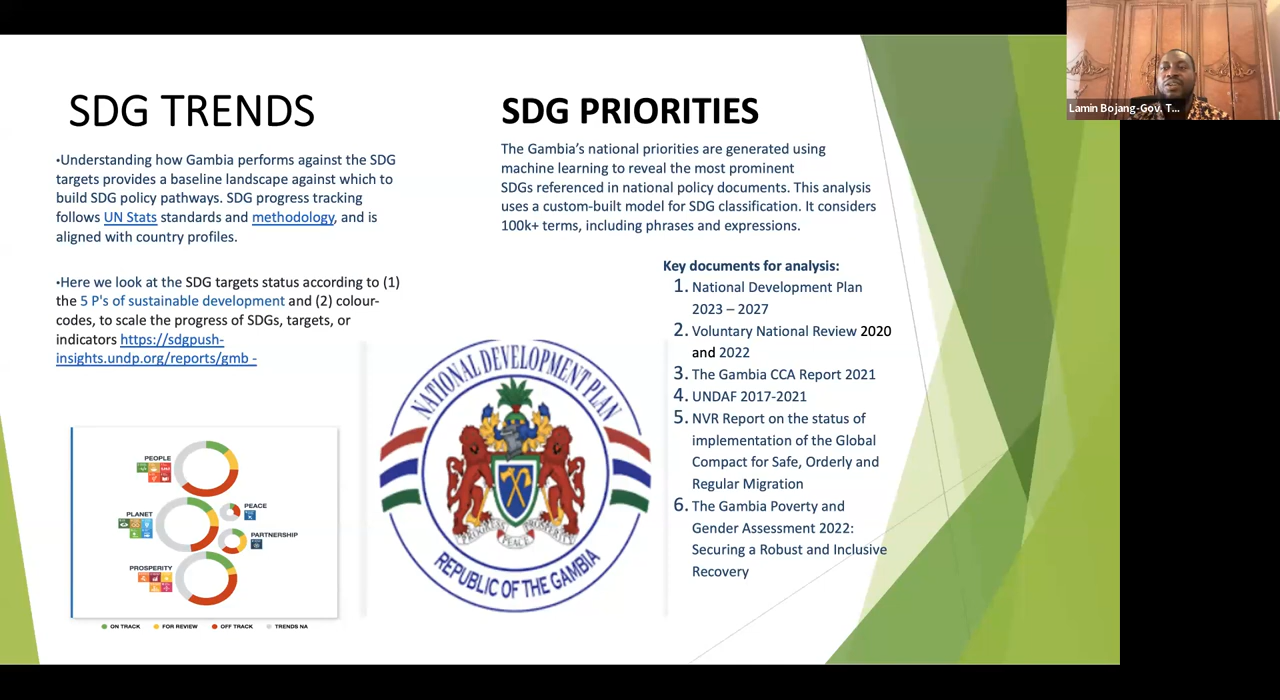 SDG TRENDS
•Understanding how Gambia performs against the SDG
targets provides a baseline landscape against which to
build SDG policy pathways. SDG progress tracking
follows UN Stats standards and methodology, and is
aligned with country profiles.
•Here we look at the SDG targets status according to (1)
the 5 P's of sustainable development and (2) colour-
codes, to scale the progress of SDGs, targets, or
indicators https://sdgpush-
insights.undp.org/reports/gmb -
PEOPLE
PLANET
PEACE
PARTNERSHIP
PROSPERITY
ON TRACK
FOR REVIEW
OFF TRACK
TRENDS NA
NATIONAL DEVELOPMENT PLAN
PROGRESS
PEACE
PROSPERITY
REPUBLIC OF THE GAMBIA
SDG PRIORITIES
The Gambia’s national priorities are generated using
machine learning to reveal the most prominent
SDGs referenced in national policy documents. This analysis
uses a custom-built model for SDG classification. It considers
100k+ terms, including phrases and expressions.
Key documents for analysis:
1. National Development Plan
2023 – 2027
2. Voluntary National Review 2020
and 2022
3. The Gambia CCA Report 2021
4. UNDAF 2017-2021
5. NVR Report on the status of
implementation of the Global
Compact for Safe, Orderly and
Regular Migration
6. The Gambia Poverty and
Gender Assessment 2022:
Securing a Robust and Inclusive
Recovery
Lamin Bojang-Gov. T...